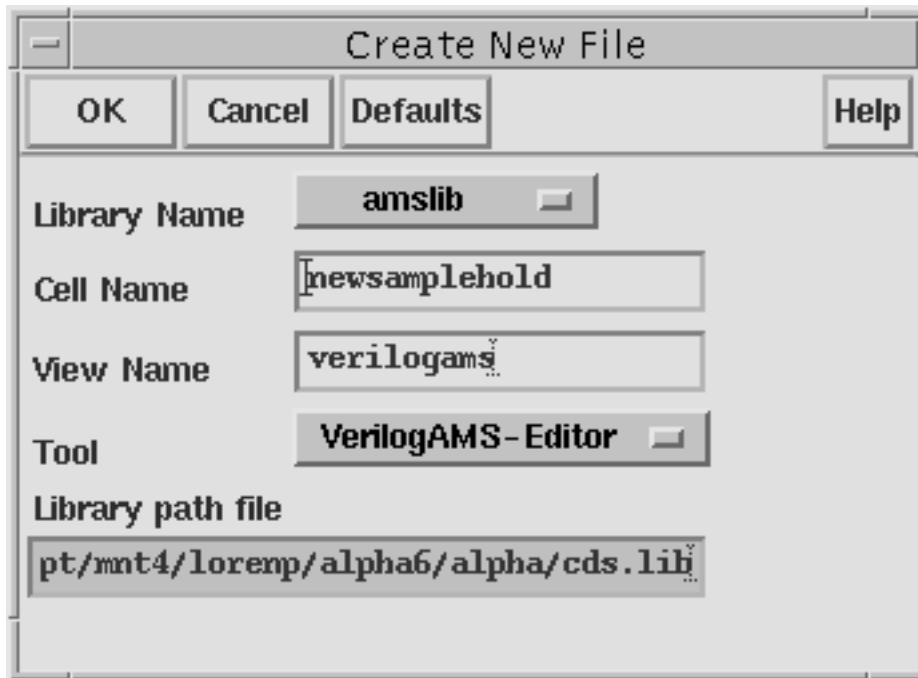 Create New File
OK Cancel Defaults Help
Library Name amslib
Cell Name newsamplehold
View Name verilogams
Tool VerilogAMS-Editor
Library path file
pt/mnt4/lorenp/alpha6/alpha/cds.lib